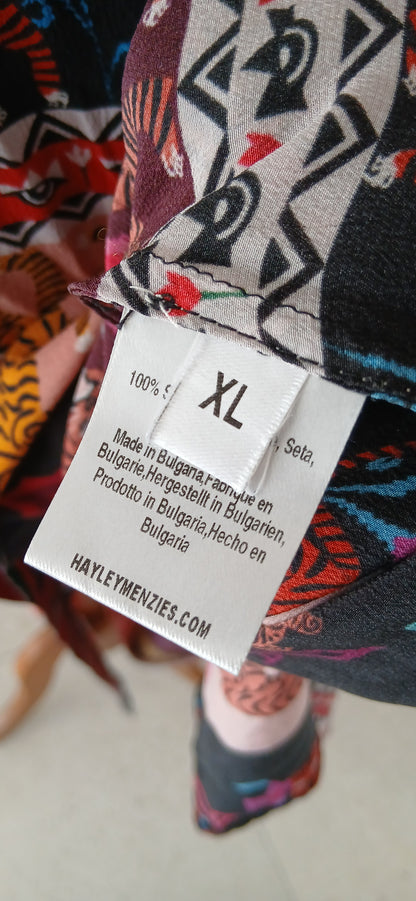 XL
100%
Seta,
Made in Bulgaria,Fabriqué en
Bulgarie,Hergestellt in Bulgarien,
Prodotto in Bulgaria,Hecho en
Bulgaria
HAYLEYMENZIES.COM